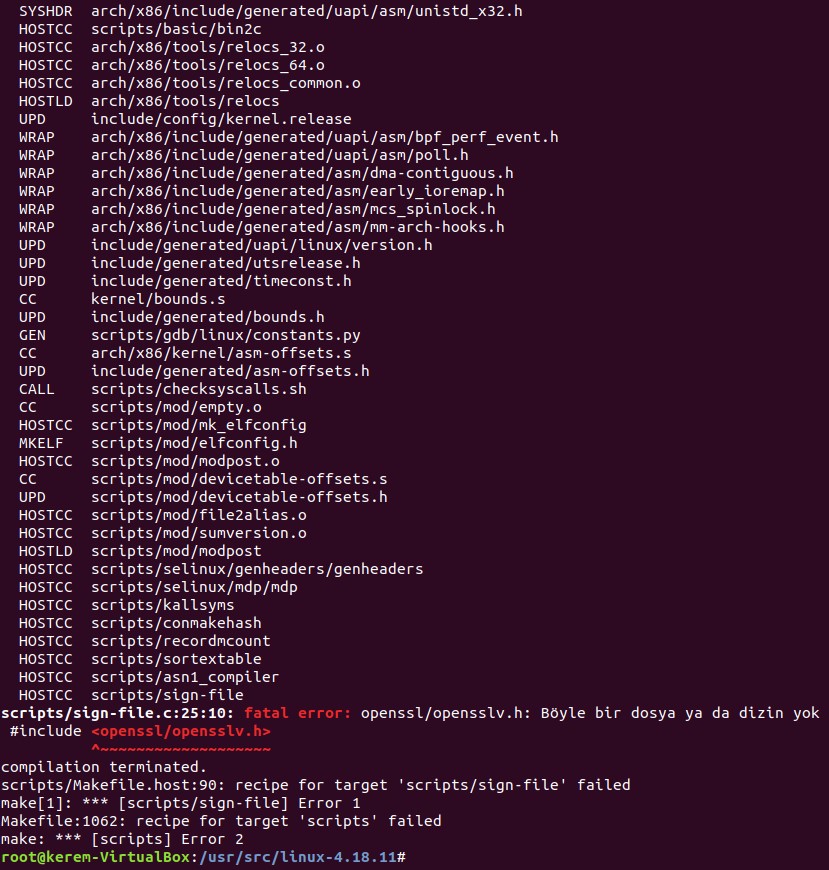 SYSHDR  arch/x86/include/generated/uapi/asm/unistd_x32.h
HOSTCC  scripts/basic/bin2c
HOSTCC  arch/x86/tools/relocs_32.o
HOSTCC  arch/x86/tools/relocs_64.o
HOSTCC  arch/x86/tools/relocs_common.o
HOSTLD  arch/x86/tools/relocs
UPD     include/config/kernel.release
WRAP    arch/x86/include/generated/uapi/asm/bpf_perf_event.h
WRAP    arch/x86/include/generated/uapi/asm/poll.h
WRAP    arch/x86/include/generated/asm/dma-contiguous.h
WRAP    arch/x86/include/generated/asm/early_ioremap.h
WRAP    arch/x86/include/generated/asm/mcs_spinlock.h
WRAP    arch/x86/include/generated/asm/mm-arch-hooks.h
UPD     include/generated/uapi/linux/version.h
UPD     include/generated/utsrelease.h
UPD     include/generated/timeconst.h
CC      kernel/bounds.s
UPD     include/generated/bounds.h
GEN     scripts/gdb/linux/constants.py
CC      arch/x86/kernel/asm-offsets.s
UPD     include/generated/asm-offsets.h
CALL    scripts/checksyscalls.sh
CC      scripts/mod/empty.o
HOSTCC  scripts/mod/mk_elfconfig
MKELF   scripts/mod/elfconfig.h
HOSTCC  scripts/mod/modpost.o
CC      scripts/mod/devicetable-offsets.s
UPD     scripts/mod/devicetable-offsets.h
HOSTCC  scripts/mod/file2alias.o
HOSTCC  scripts/mod/sumversion.o
HOSTLD  scripts/mod/modpost
HOSTCC  scripts/selinux/genheaders/genheaders
HOSTCC  scripts/selinux/mdp/mdp
HOSTCC  scripts/kallsyms
HOSTCC  scripts/conmakehash
HOSTCC  scripts/recordmcount
HOSTCC  scripts/sortextable
HOSTCC  scripts/asn1_compiler
HOSTCC  scripts/sign-file
scripts/sign-file.c:25:10: fatal error: openssl/opensslv.h: Böyle bir dosya ya da dizin yok
#include <openssl/opensslv.h>
^~~~~~~~~~~~~~~~~~~~
compilation terminated.
scripts/Makefile.host:90: recipe for target 'scripts/sign-file' failed
make[1]: *** [scripts/sign-file] Error 1
Makefile:1062: recipe for target 'scripts' failed
make: *** [scripts] Error 2
root@kerem-VirtualBox:/usr/src/linux-4.18.11#